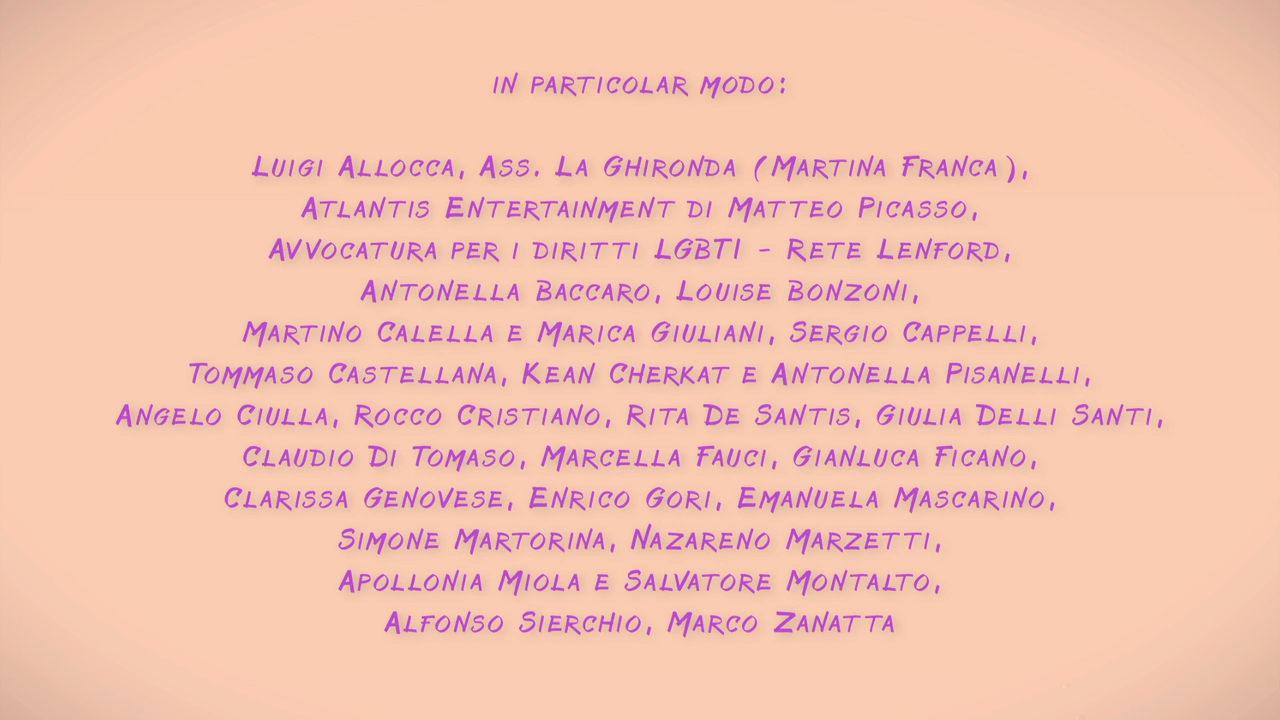 IN PARTICOLAR MODO:
LUIGI ALLOCCA, ASS. LA GHIRONDA (MARTINA FRANCA),
ATLANTIS ENTERTAINMENT DI MATTEO PICASSO,
AVVOCATURA PER I DIRITTI LGBTI - RETE LENFORD,
ANTONELLA BACCARO, LOUISE BONZONI,
MARTINO CALELLA E MARICA GIULIANI, SERGIO CAPPELLI,
TOMMASO CASTELLANA, KEAN CHERKAT E ANTONELLA PISANELLI,
ANGELO CIULLA, ROCCO CRISTIANO, RITA DE SANTIS, GIULIA DELLI SANTI,
CLAUDIO DI TOMASO, MARCELLA FAUCI, GIANLUCA FICANO,
CLARISSA GENOVESE, ENRICO GORI, EMANUELA MASCARINO,
SIMONE MARTORINA, NAZARENO MARZETTI,
APOLLONIA MIOLA E SALVATORE MONTALTO,
ALFONSO SIERCHIO, MARCO ZANATTA